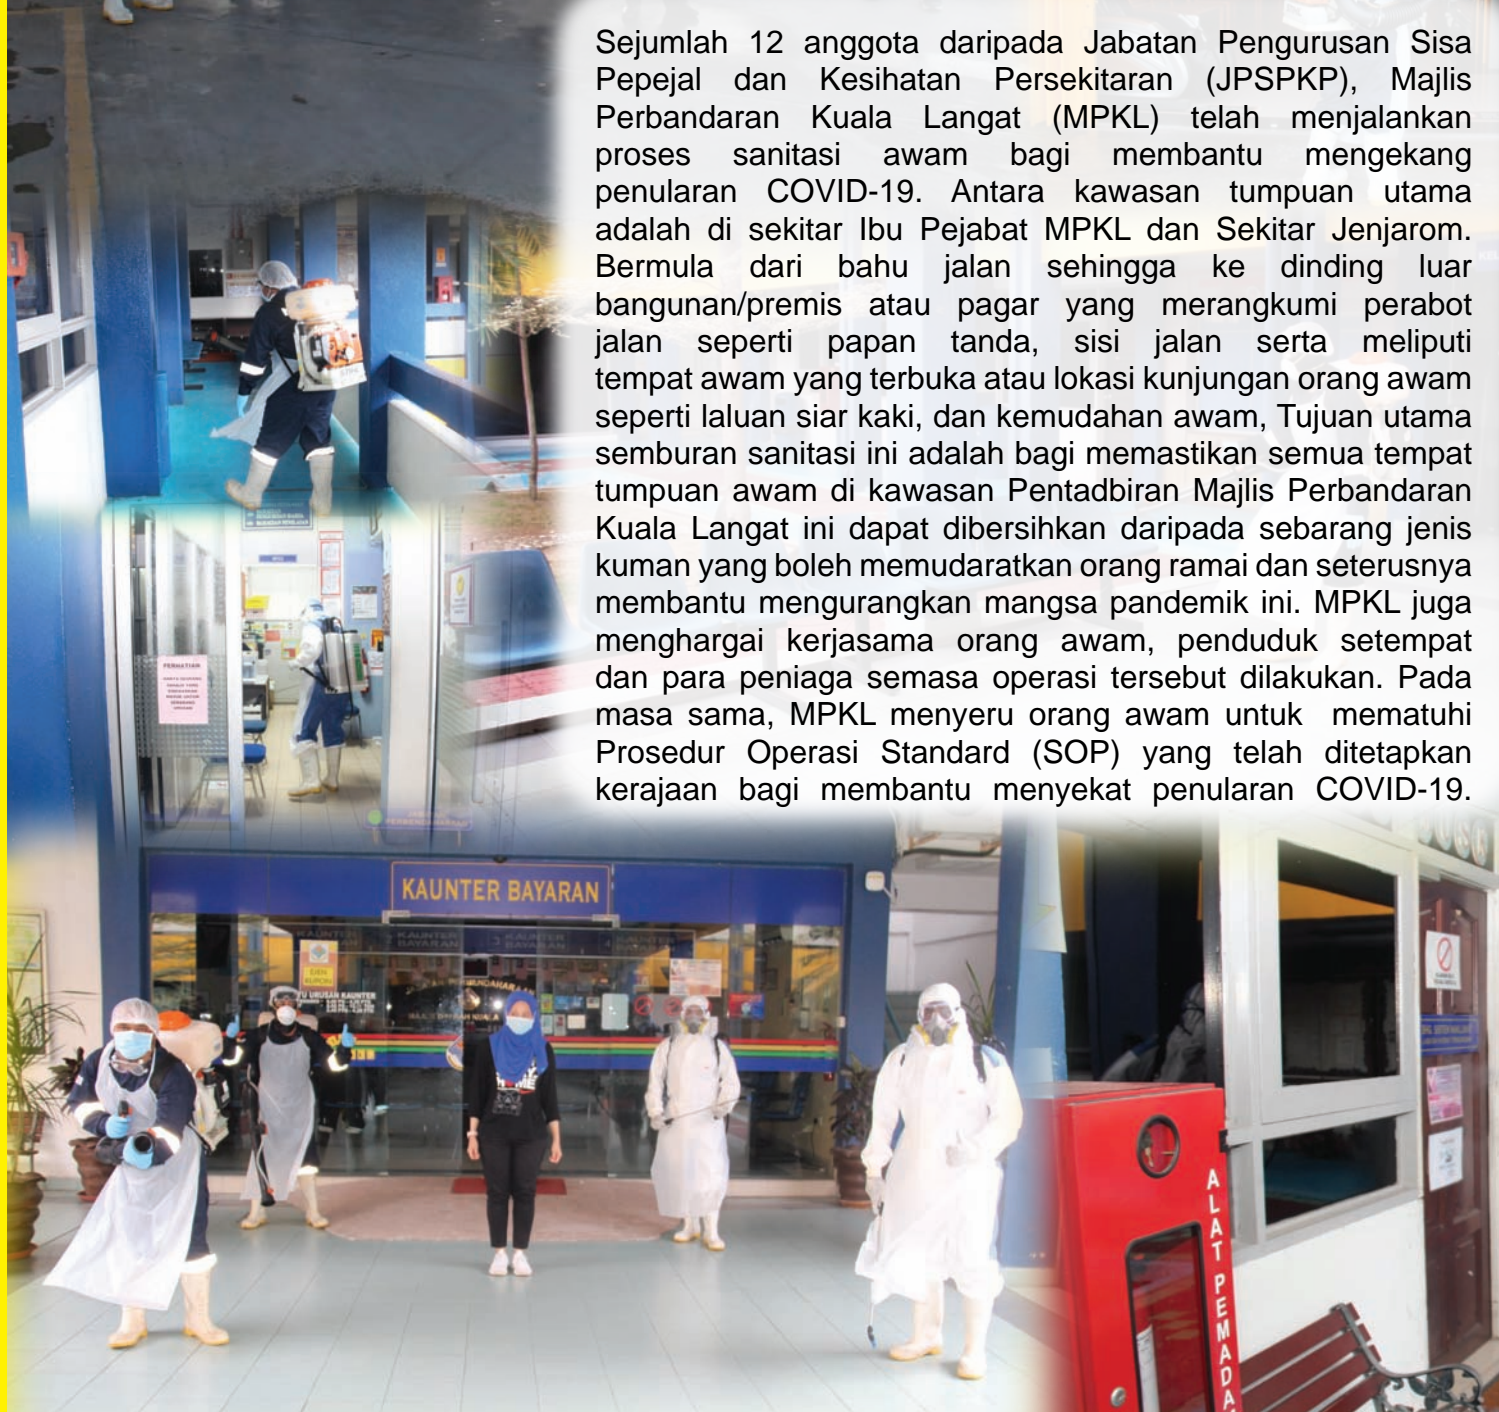 Sejumlah 12 anggota daripada Jabatan Pengurusan Sisa
Pepejal dan Kesihatan Persekitaran (JPSPKP), Majlis
Perbandaran Kuala Langat (MPKL) telah menjalankan
proses sanitasi awam bagi membantu mengekang
penularan COVID-19. Antara kawasan tumpuan utama
adalah di sekitar Ibu Pejabat MPKL dan Sekitar Jenjarom.
Bermula dari bahu jalan sehingga ke dinding luar
bangunan/premis atau pagar yang merangkumi perabot
jalan seperti papan tanda, sisi jalan serta meliputi
tempat awam yang terbuka atau lokasi kunjungan orang awam
seperti laluan siar kaki, dan kemudahan awam, Tujuan utama
semburan sanitasi ini adalah bagi memastikan semua tempat
tumpuan awam di kawasan Pentadbiran Majlis Perbandaran
Kuala Langat ini dapat dibersihkan daripada sebarang jenis
kuman yang boleh memudaratkan orang ramai dan seterusnya
membantu mengurangkan mangsa pandemik ini. MPKL juga
menghargai kerjasama orang awam, penduduk setempat
dan para peniaga semasa operasi tersebut dilakukan. Pada
masa sama, MPKL menyeru orang awam untuk mematuhi
Prosedur Operasi Standard (SOP) yang telah ditetapkan
kerajaan bagi membantu menyekat penularan COVID-19.
PERHATIAN
KAUNTER BAYARAN
KAUNTER
BAYARAN
3 KAUNTER
BAYARAN
4
URUSAN KAUNTER
ALAT PEMADA